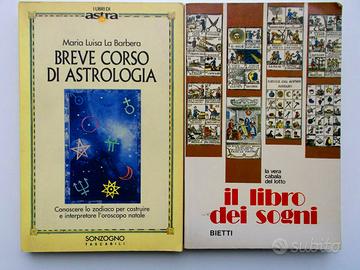 I LIBRI DI
astra
Maria Luisa La Barbera
BREVE CORSO
DI ASTROLOGIA
Conoscere lo zodiaco per costruire
e interpretare l'oroscopo natale
SONZOGNO
TASCABILI
la vera
cabala
del lotto
il libro
dei sogni
BIETTI
subito